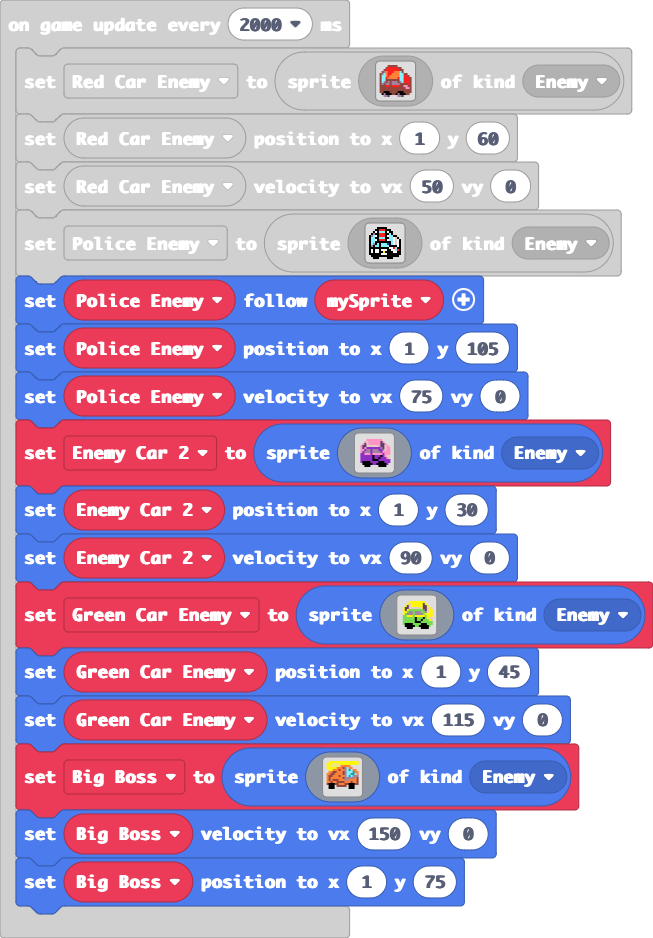 on game update every 2000 ms
set Red Car Enemy to sprite of kind Enemy
set Red Car Enemy position to x 1 y 60
set Red Car Enemy velocity to vx 50 vy 0
set Police Enemy to sprite of kind Enemy
set Police Enemy follow mySprite
set Police Enemy position to x 1 y 105
set Police Enemy velocity to vx 75 vy 0
set Enemy Car 2 to sprite of kind Enemy
set Enemy Car 2 position to x 1 y 30
set Enemy Car 2 velocity to vx 90 vy 0
set Green Car Enemy to sprite of kind Enemy
set Green Car Enemy position to x 1 y 45
set Green Car Enemy velocity to vx 115 vy 0
set Big Boss to sprite of kind Enemy
set Big Boss velocity to vx 150 vy 0
set Big Boss position to x 1 y 75